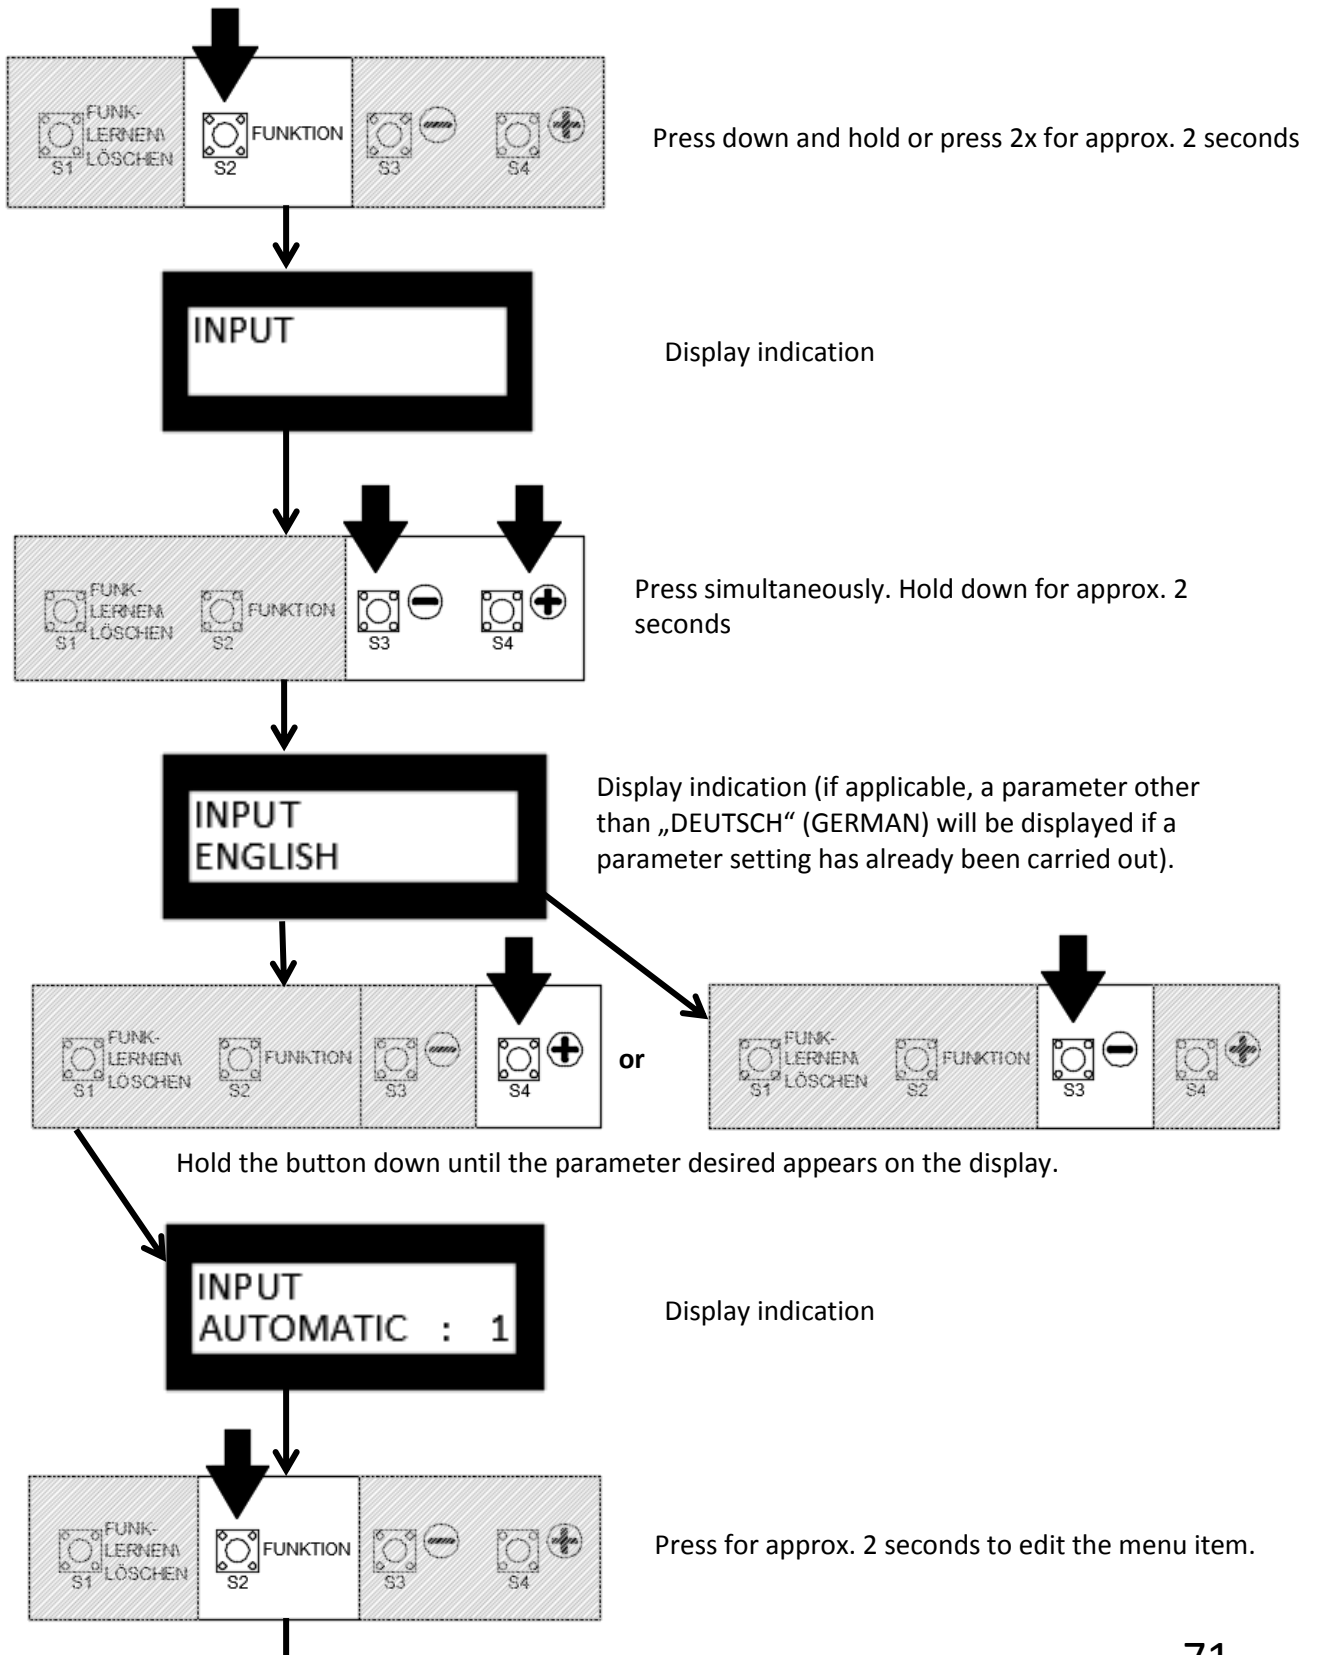 FUNK-
LERNEN\
LÖSCHEN
S1
FUNKTION
S2
S3
S4
Press down and hold or press 2x for approx. 2 seconds
INPUT
Display indication
FUNK-
LERNEN\
LÖSCHEN
S1
FUNKTION
S2
S3
S4
Press simultaneously. Hold down for approx. 2
seconds
INPUT
ENGLISH
Display indication (if applicable, a parameter other
than „DEUTSCH“ (GERMAN) will be displayed if a
parameter setting has already been carried out).
FUNK-
LERNEN\
LÖSCHEN
S1
FUNKTION
S2
S3
S4
or
FUNK-
LERNEN\
LÖSCHEN
S1
FUNKTION
S2
S3
S4
Hold the button down until the parameter desired appears on the display.
INPUT
AUTOMATIC : 1
Display indication
FUNK-
LERNEN\
LÖSCHEN
S1
FUNKTION
S2
S3
S4
Press for approx. 2 seconds to edit the menu item.
71